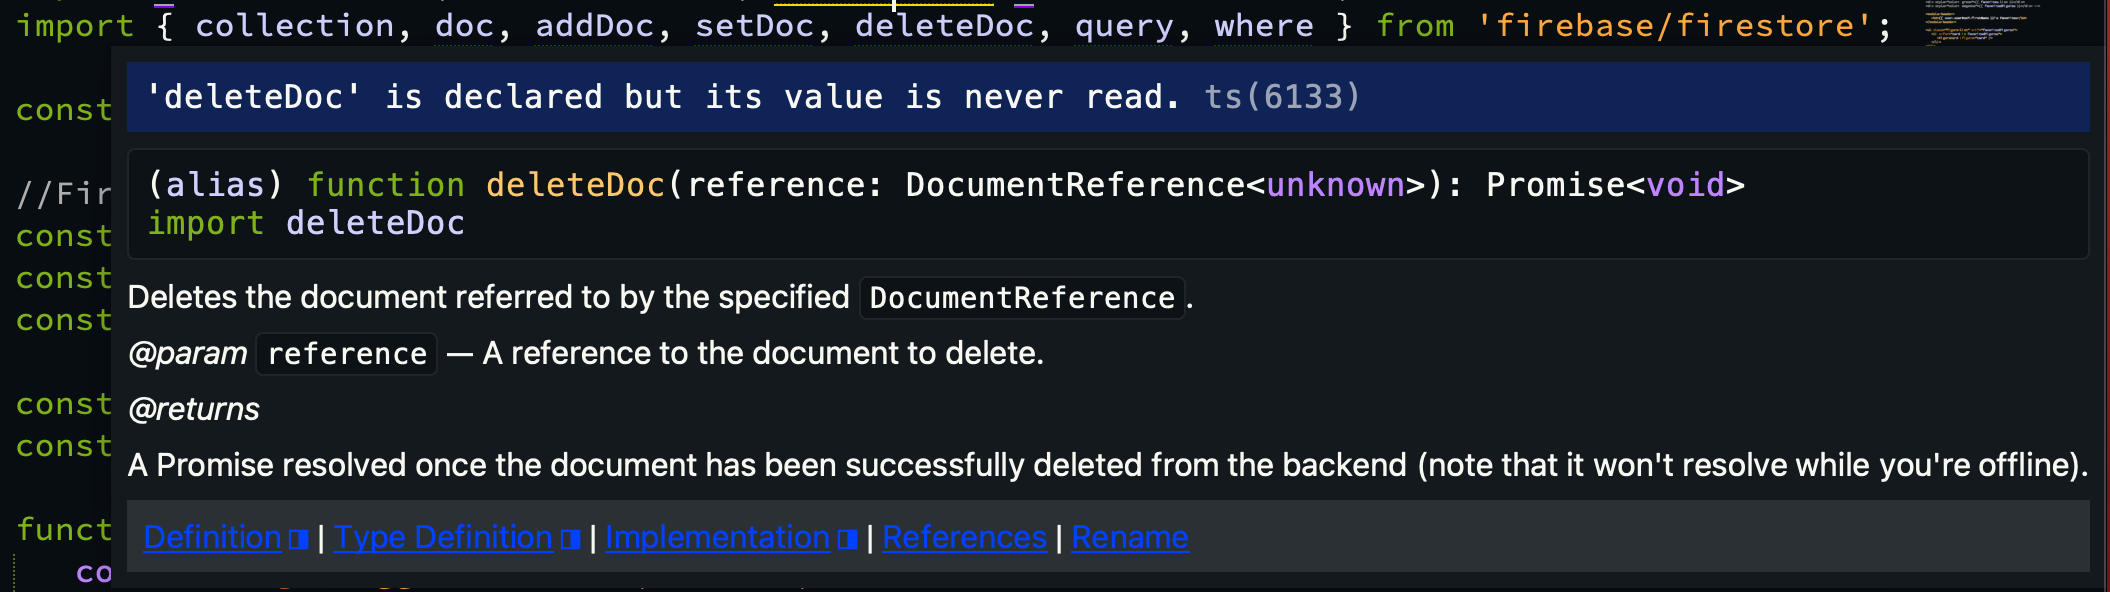 import { collection, doc, addDoc, setDoc, deleteDoc, query, where } from 'firebase/firestore';
'deleteDoc' is declared but its value is never read. ts(6133)
const
(alias) function deleteDoc(reference: DocumentReference<unknown>): Promise<void>
//Fir
import deleteDoc
const
const
Deletes the document referred to by the specified DocumentReference.
const
@param reference — A reference to the document to delete.
const
@returns
const
A Promise resolved once the document has been successfully deleted from the backend (note that it won't resolve while you're offline).
funct
Definition | Type Definition | Implementation | References | Rename
co